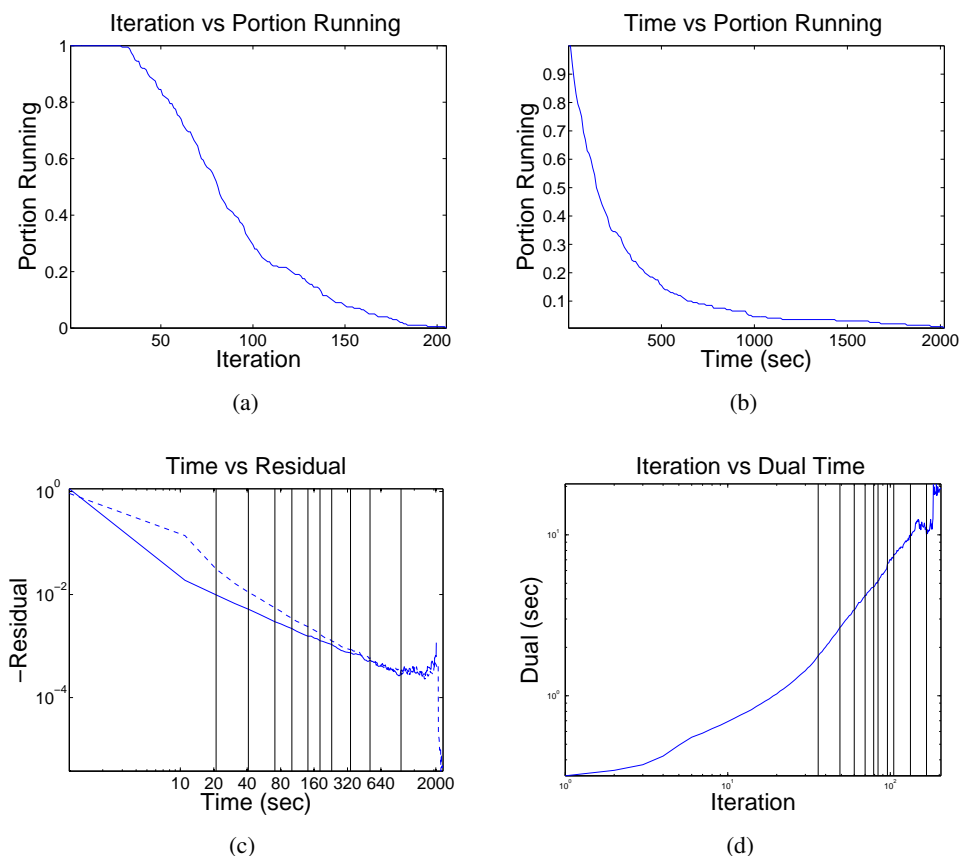 Iteration vs Portion Running
Portion Running
1
0.8
0.6
0.4
0.2
0
50
100
150
200
Iteration
(a)
Time vs Portion Running
Portion Running
0.9
0.8
0.7
0.6
0.5
0.4
0.3
0.2
0.1
500
1000
1500
2000
Time (sec)
(b)
Time vs Residual
−Residual
10^0
10^−2
10^−4
10
20
40
80
160
320
640
2000
Time (sec)
(c)
Iteration vs Dual Time
Dual (sec)
10^1
10^0
10^0
10^1
10^2
Iteration
(d)